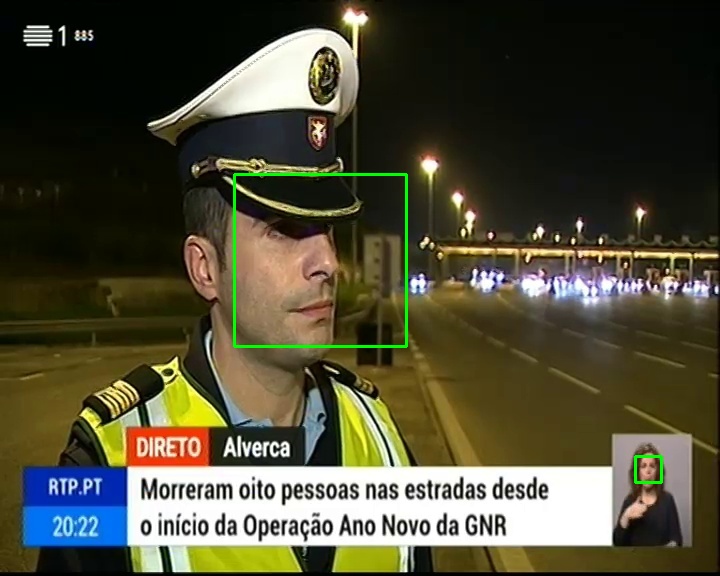 1 885
DIRETO Alverca
RTP.PT
Morreram oito pessoas nas estradas desde
20:22
o início da Operação Ano Novo da GNR